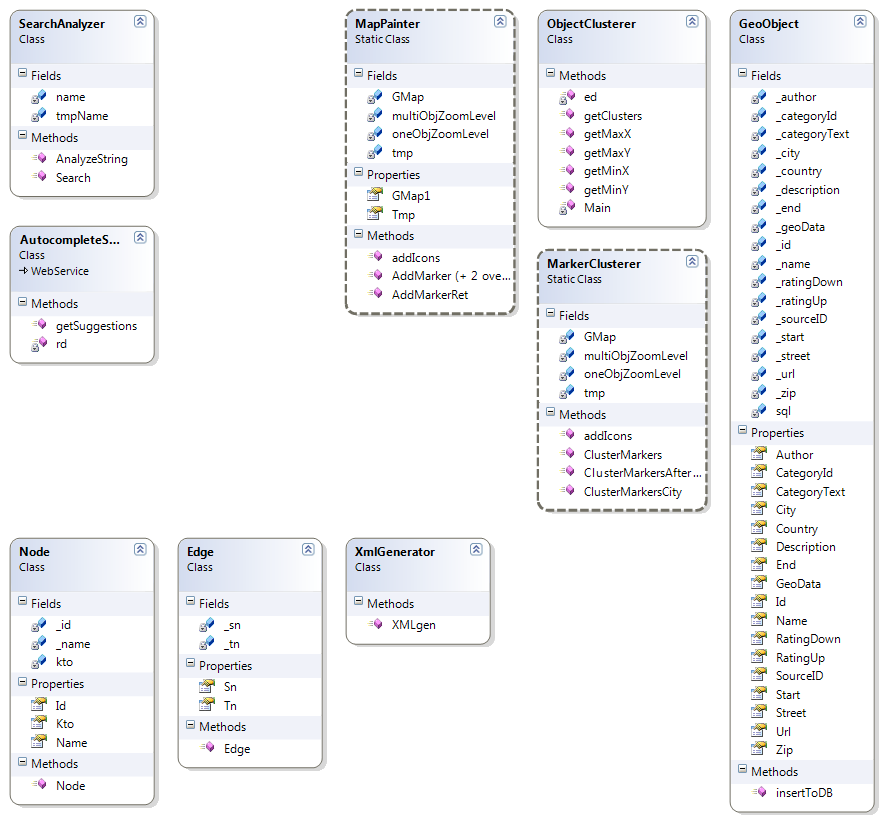 SearchAnalyzer
Class
Fields
name
tmpName
Methods
AnalyzeString
Search
AutocompleteS...
Class
WebService
Methods
getSuggestions
rd
MapPainter
Static Class
Fields
GMap
multiObjZoomLevel
oneObjZoomLevel
tmp
Properties
GMap1
Tmp
Methods
addIcons
AddMarker (+ 2 ove...
AddMarkerRet
ObjectClusterer
Class
Methods
ed
getClusters
getMaxX
getMaxY
getMinX
getMinY
Main
MarkerClusterer
Static Class
Fields
GMap
multiObjZoomLevel
oneObjZoomLevel
tmp
Methods
addIcons
ClusterMarkers
ClusterMarkersAfter...
ClusterMarkersCity
GeoObject
Class
Fields
_author
_categoryId
_categoryText
_city
_country
_description
_end
_geoData
_id
_name
_ratingDown
_ratingUp
_sourceID
_start
_street
_url
_zip
sql
Properties
Author
CategoryId
CategoryText
City
Country
Description
End
GeoData
Id
Name
RatingDown
RatingUp
SourceID
Start
Street
Url
Zip
Methods
insertToDB
Node
Class
Fields
_id
_name
kto
Properties
Id
Kto
Name
Methods
Node
Edge
Class
Fields
_sn
_tn
Properties
Sn
Tn
Methods
Edge
XmlGenerator
Class
Methods
XMLgen